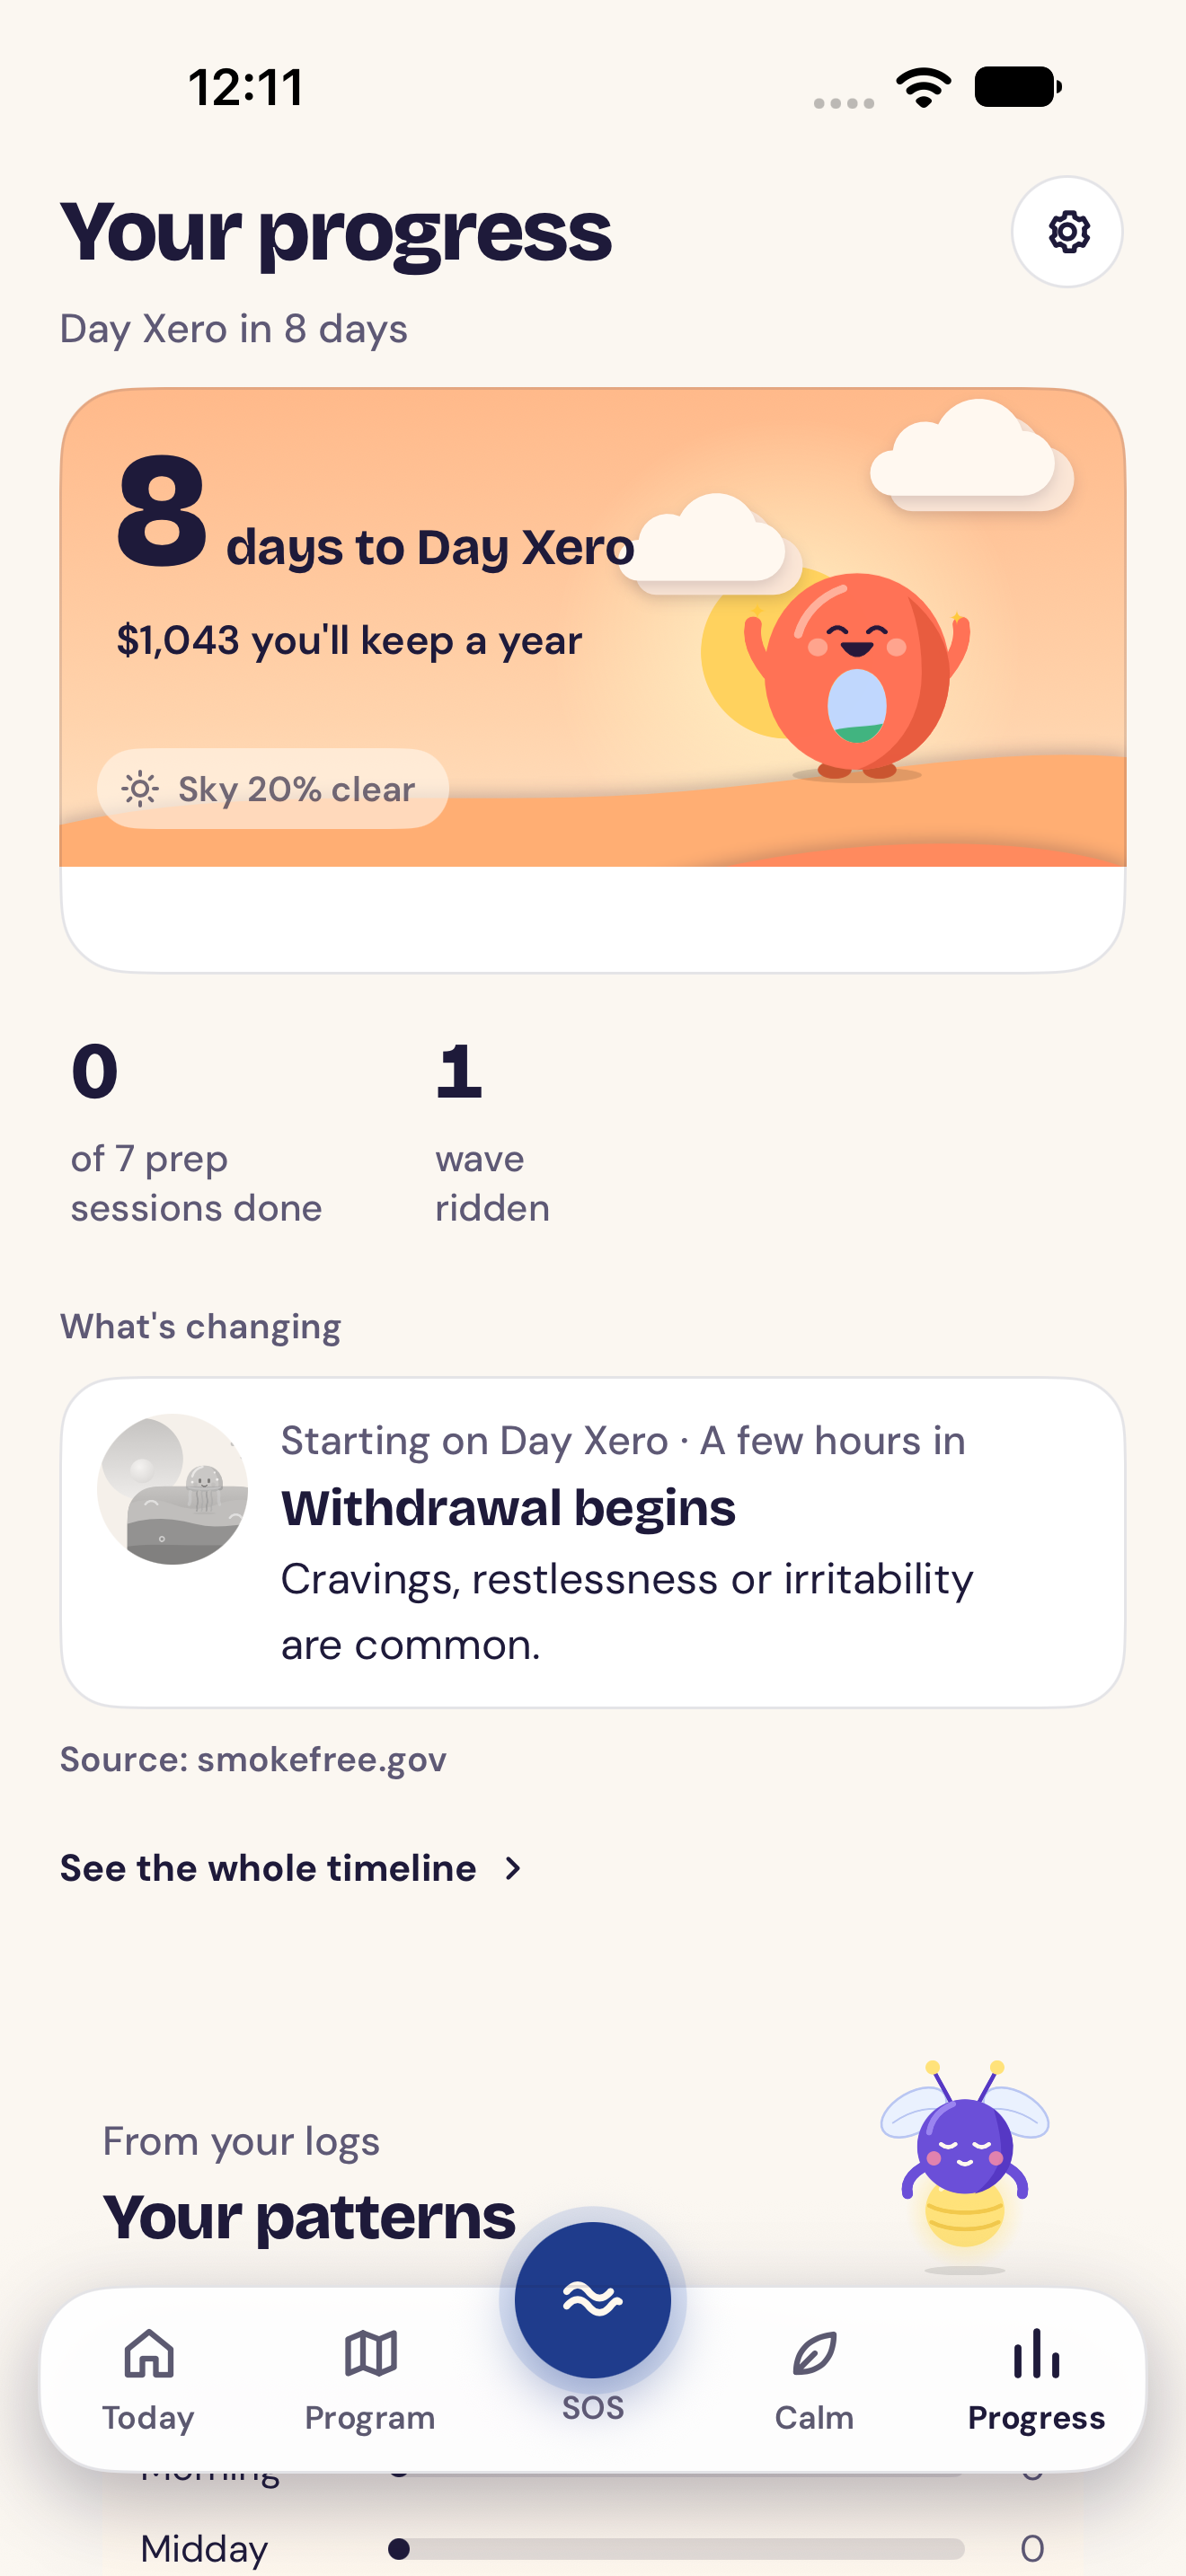 12:11
Your progress
Day Xero in 8 days
8 days to Day Xero
$1,043 you'll keep a year
Sky 20% clear
0
of 7 prep
sessions done
1
wave
ridden
What's changing
Starting on Day Xero · A few hours in
Withdrawal begins
Cravings, restlessness or irritability
are common.
Source: smokefree.gov
See the whole timeline
From your logs
Your patterns
Today
Program
SOS
Calm
Progress
Morning
Midday 0